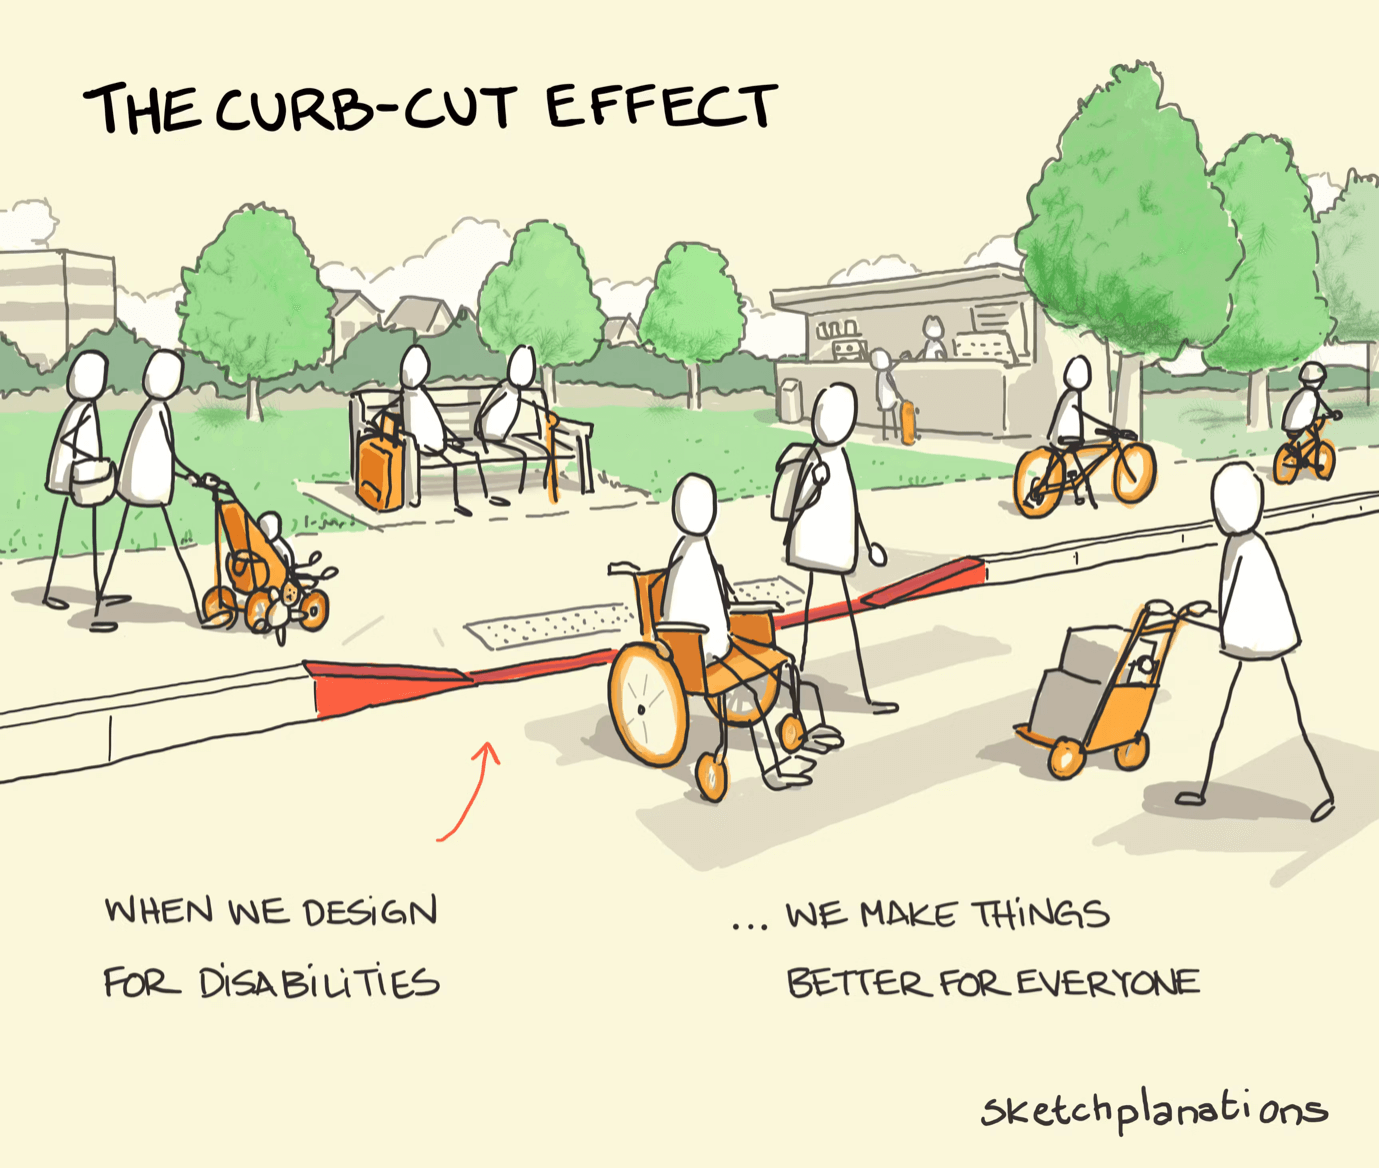 THE CURB-CUT EFFECT
WHEN WE DESIGN
FOR DISABILITIES
... WE MAKE THINGS
BETTER FOR EVERYONE
sketchplanations